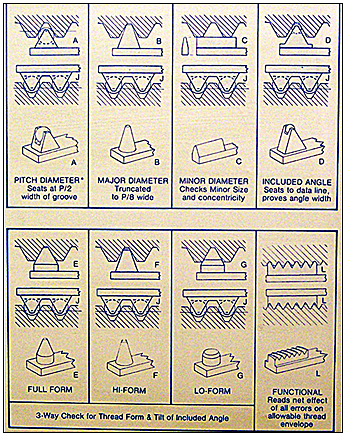 A
B
C
D
J
J
J
J
A
B
C
D
PITCH DIAMETER*
Seats at P/2
width of groove
MAJOR DIAMETER
Truncated
to P/8 wide
MINOR DIAMETER
Checks Minor Size
and concentricity
INCLUDED ANGLE
Seats to data line,
proves angle width
E
F
G
L
J
J
J
E
F
G
L
FULL FORM
HI-FORM
LO-FORM
FUNCTIONAL
Reads net effect
of all errors on
allowable thread
envelope
3-Way Check for Thread Form & Tilt of Included Angle